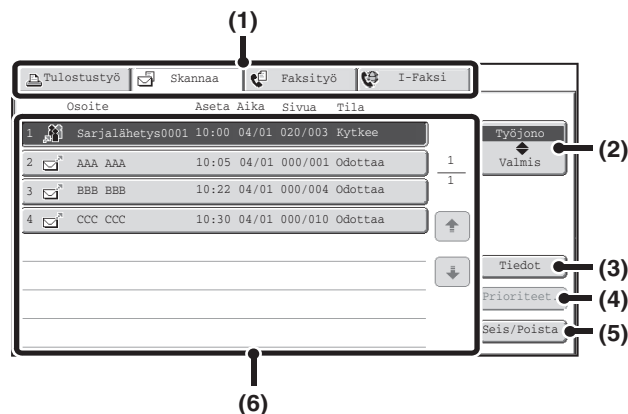 (1)
Tulostustyö Skannaa Faksityö I-Faksi
Osoite Aseta Aika Sivua Tila
1 Sarjalähetys0001 10:00 04/01 020/003 Kytkee
2 AAA AAA 10:05 04/01 000/001 Odottaa
3 BBB BBB 10:22 04/01 000/004 Odottaa
4 CCC CCC 10:30 04/01 000/010 Odottaa
1
1
Työjono
Valmis
(2)
Tiedot
(3)
Prioriteet.
(4)
Seis/Poista
(5)
(6)